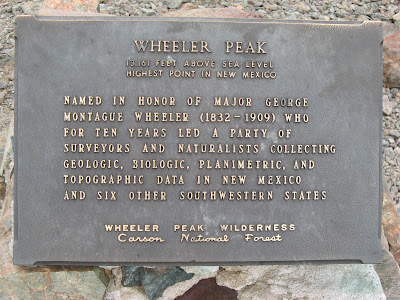 WHEELER PEAK
13,161 FEET ABOVE SEA LEVEL
HIGHEST POINT IN NEW MEXICO
NAMED IN HONOR OF MAJOR GEORGE
MONTAGUE WHEELER (1832 - 1909) WHO
FOR TEN YEARS LED A PARTY OF
SURVEYORS AND NATURALISTS COLLECTING
GEOLOGIC, BIOLOGIC, PLANIMETRIC, AND
TOPOGRAPHIC DATA IN NEW MEXICO
AND SIX OTHER SOUTHWESTERN STATES
WHEELER PEAK WILDERNESS
Carson National Forest